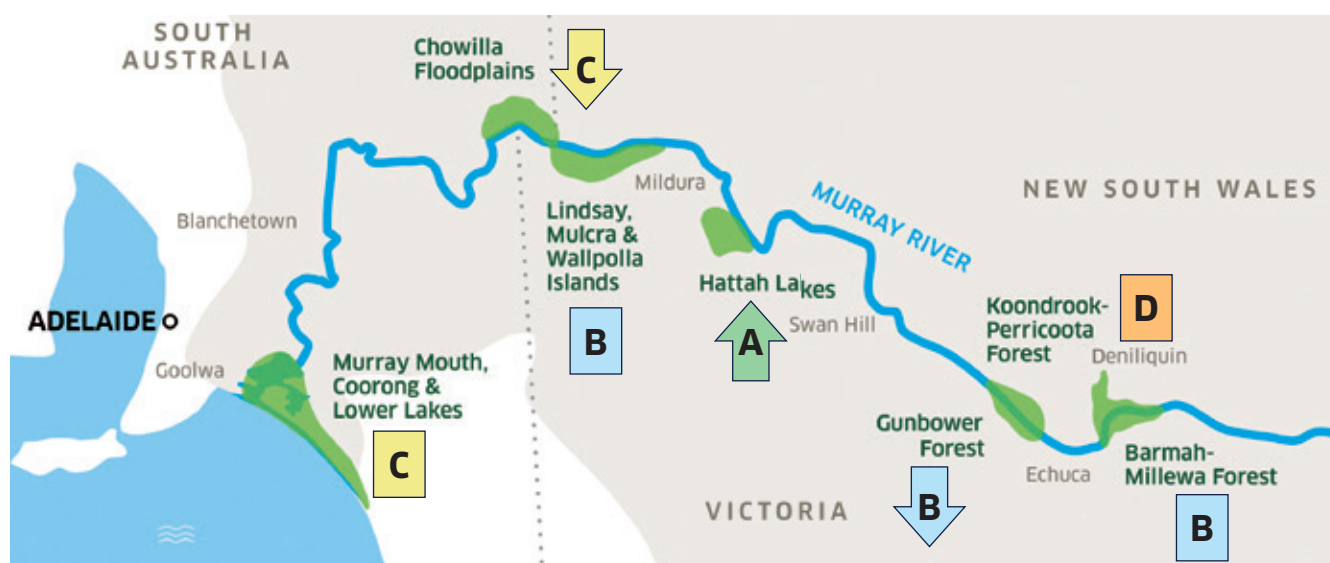 SOUTH
AUSTRALIA
Chowilla
Floodplains
C
Blanchetown
Mildura
MURRAY RIVER
NEW SOUTH WALES
Lindsay,
Mulcra &
Wallpolla
Islands
B
Hattah Lakes
A
Swan Hill
Koondrook-
Perricoota
Forest
D
Deniliquin
ADELAIDE
Goolwa
Murray Mouth,
Coorong &
Lower Lakes
C
Gunbower
Forest
B
Echuca
Barmah-
Millewa Forest
B
VICTORIA